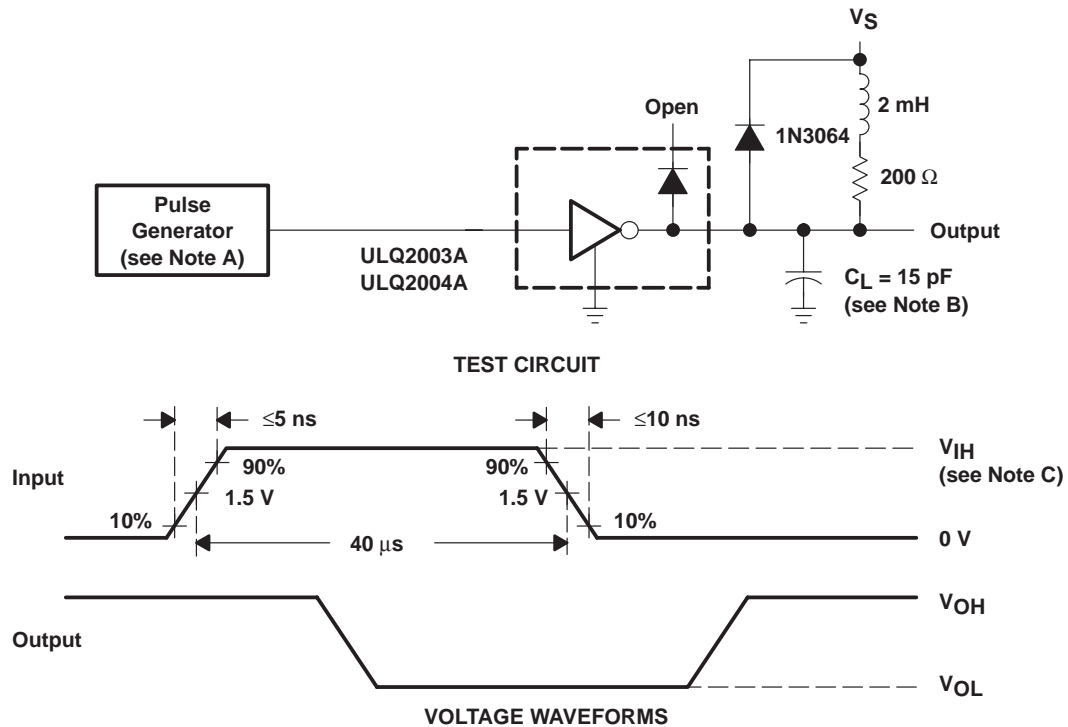 VS
2 mH
Open
1N3064
200 Ω
Pulse
Generator
(see Note A)
Output
ULQ2003A
ULQ2004A
CL = 15 pF
(see Note B)
TEST CIRCUIT
≤5 ns
≤10 ns
VIH
(see Note C)
Input
90%
90%
1.5 V
1.5 V
10%
10%
40 μs
0 V
VOH
Output
VOL
VOLTAGE WAVEFORMS